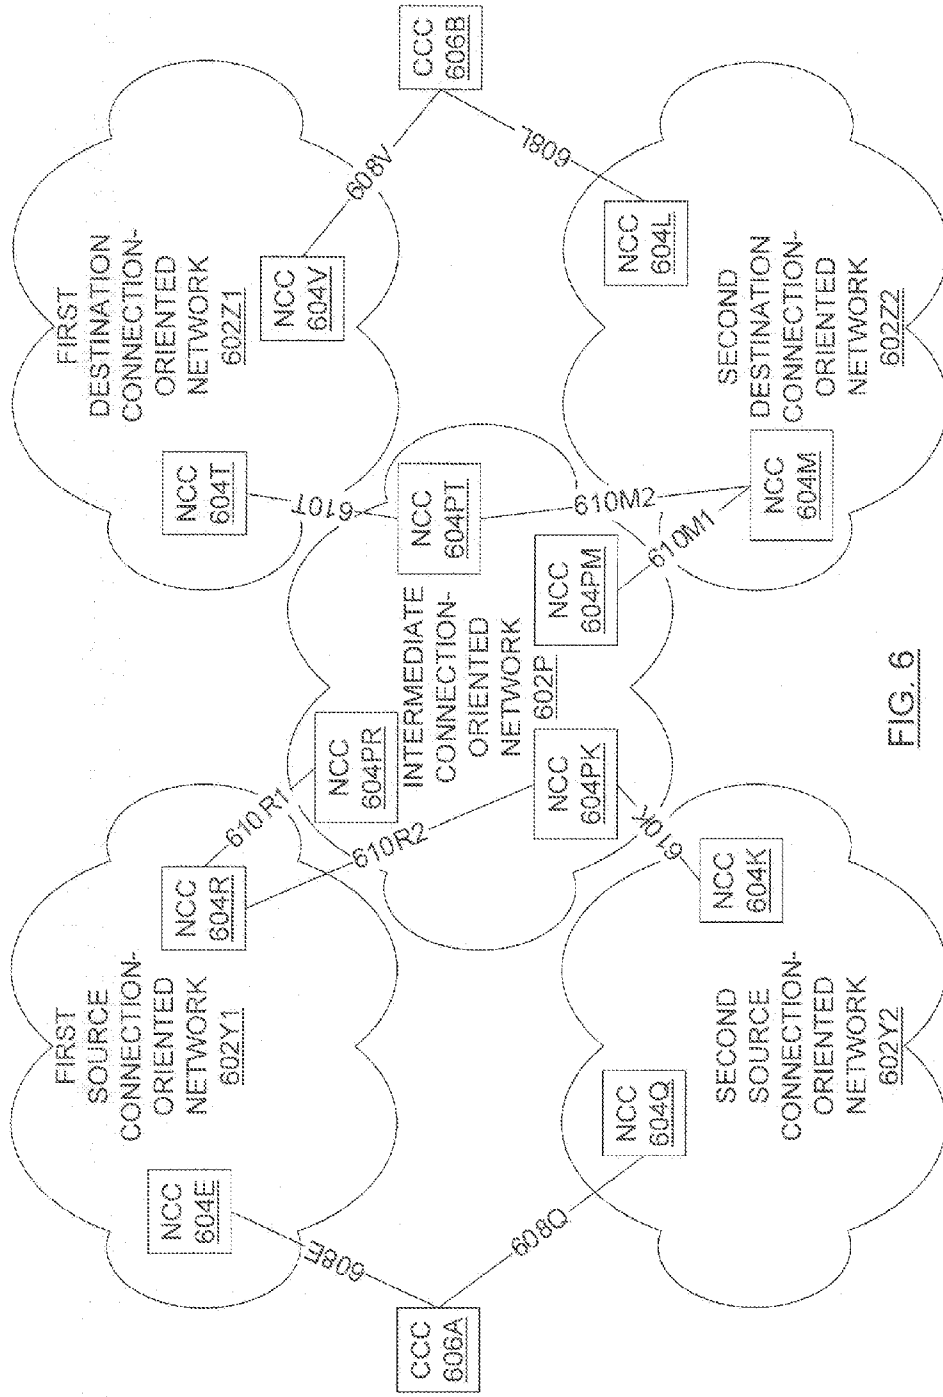 FIRST
SOURCE
CONNECTION-
ORIENTED
NETWORK
602Y1
NCC
604E
NCC
604R
608E
CCC
606A
608Q
SECOND
SOURCE
CONNECTION-
ORIENTED
NETWORK
602Y2
NCC
604Q
NCC
604K
610R1
610R2
610K
INTERMEDIATE
CONNECTION-
ORIENTED
NETWORK
602P
NCC
604PR
NCC
604PK
NCC
604PT
NCC
604PM
610T
610M2
610M1
FIRST
DESTINATION
CONNECTION-
ORIENTED
NETWORK
602Z1
NCC
604T
NCC
604V
608V
CCC
606B
608L
SECOND
DESTINATION
CONNECTION-
ORIENTED
NETWORK
602Z2
NCC
604L
NCC
604M
FIG. 6